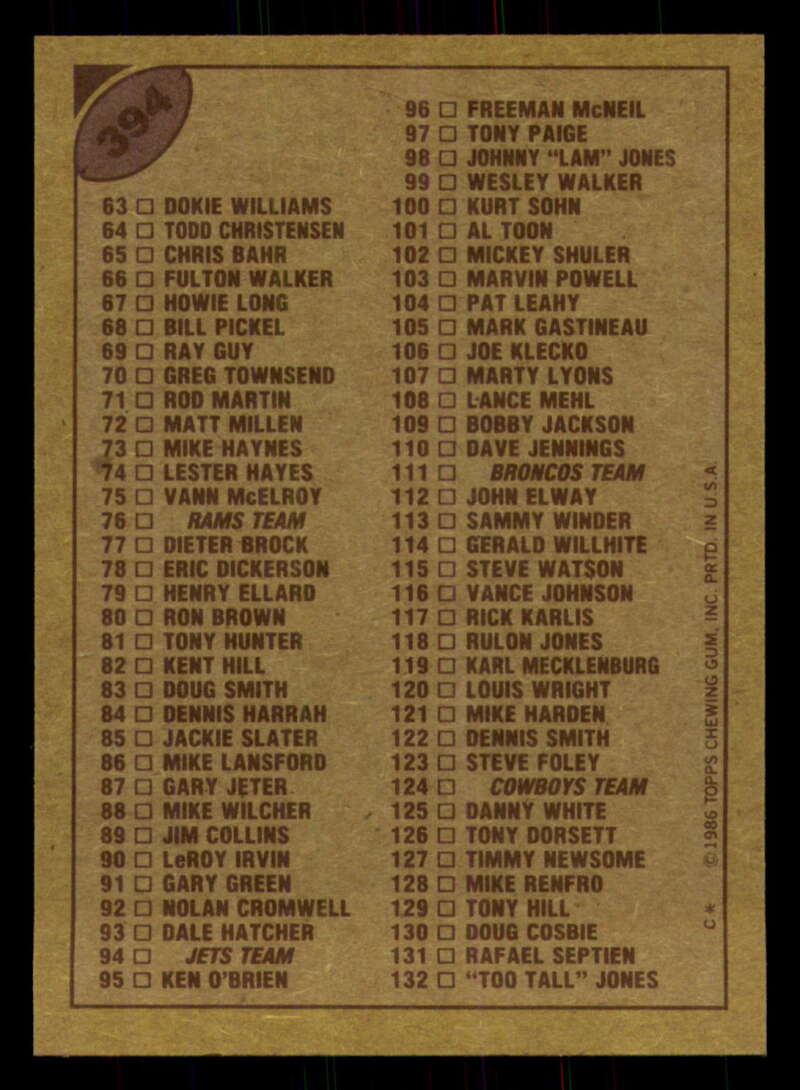 394
63 □ DOKIE WILLIAMS
64 □ TODD CHRISTENSEN
65 □ CHRIS BAHR
66 □ FULTON WALKER
67 □ HOWIE LONG
68 □ BILL PICKEL
69 □ RAY GUY
70 □ GREG TOWNSEND
71 □ ROD MARTIN
72 □ MATT MILLEN
73 □ MIKE HAYNES
74 □ LESTER HAYES
75 □ VANN McELROY
76 □ RAMS TEAM
77 □ DIETER BROCK
78 □ ERIC DICKERSON
79 □ HENRY ELLARD
80 □ RON BROWN
81 □ TONY HUNTER
82 □ KENT HILL
83 □ DOUG SMITH
84 □ DENNIS HARRAH
85 □ JACKIE SLATER
86 □ MIKE LANSFORD
87 □ GARY JETER
88 □ MIKE WILCHER
89 □ JIM COLLINS
90 □ LeROY IRVIN
91 □ GARY GREEN
92 □ NOLAN CROMWELL
93 □ DALE HATCHER
94 □ JETS TEAM
95 □ KEN O'BRIEN
96 □ FREEMAN McNEIL
97 □ TONY PAIGE
98 □ JOHNNY "LAM" JONES
99 □ WESLEY WALKER
100 □ KURT SOHN
101 □ AL TOON
102 □ MICKEY SHULER
103 □ MARVIN POWELL
104 □ PAT LEAHY
105 □ MARK GASTINEAU
106 □ JOE KLECKO
107 □ MARTY LYONS
108 □ LANCE MEHL
109 □ BOBBY JACKSON
110 □ DAVE JENNINGS
111 □ BRONCOS TEAM
112 □ JOHN ELWAY
113 □ SAMMY WINDER
114 □ GERALD WILLHITE
115 □ STEVE WATSON
116 □ VANCE JOHNSON
117 □ RICK KARLIS
118 □ RULON JONES
119 □ KARL MECKLENBURG
120 □ LOUIS WRIGHT
121 □ MIKE HARDEN
122 □ DENNIS SMITH
123 □ STEVE FOLEY
124 □ COWBOYS TEAM
125 □ DANNY WHITE
126 □ TONY DORSETT
127 □ TIMMY NEWSOME
128 □ MIKE RENFRO
129 □ TONY HILL
130 □ DOUG COSBIE
131 □ RAFAEL SEPTIEN
132 □ "TOO TALL" JONES
C* © 1986 TOPPS CHEWING GUM, INC. PRTD. IN U.S.A.